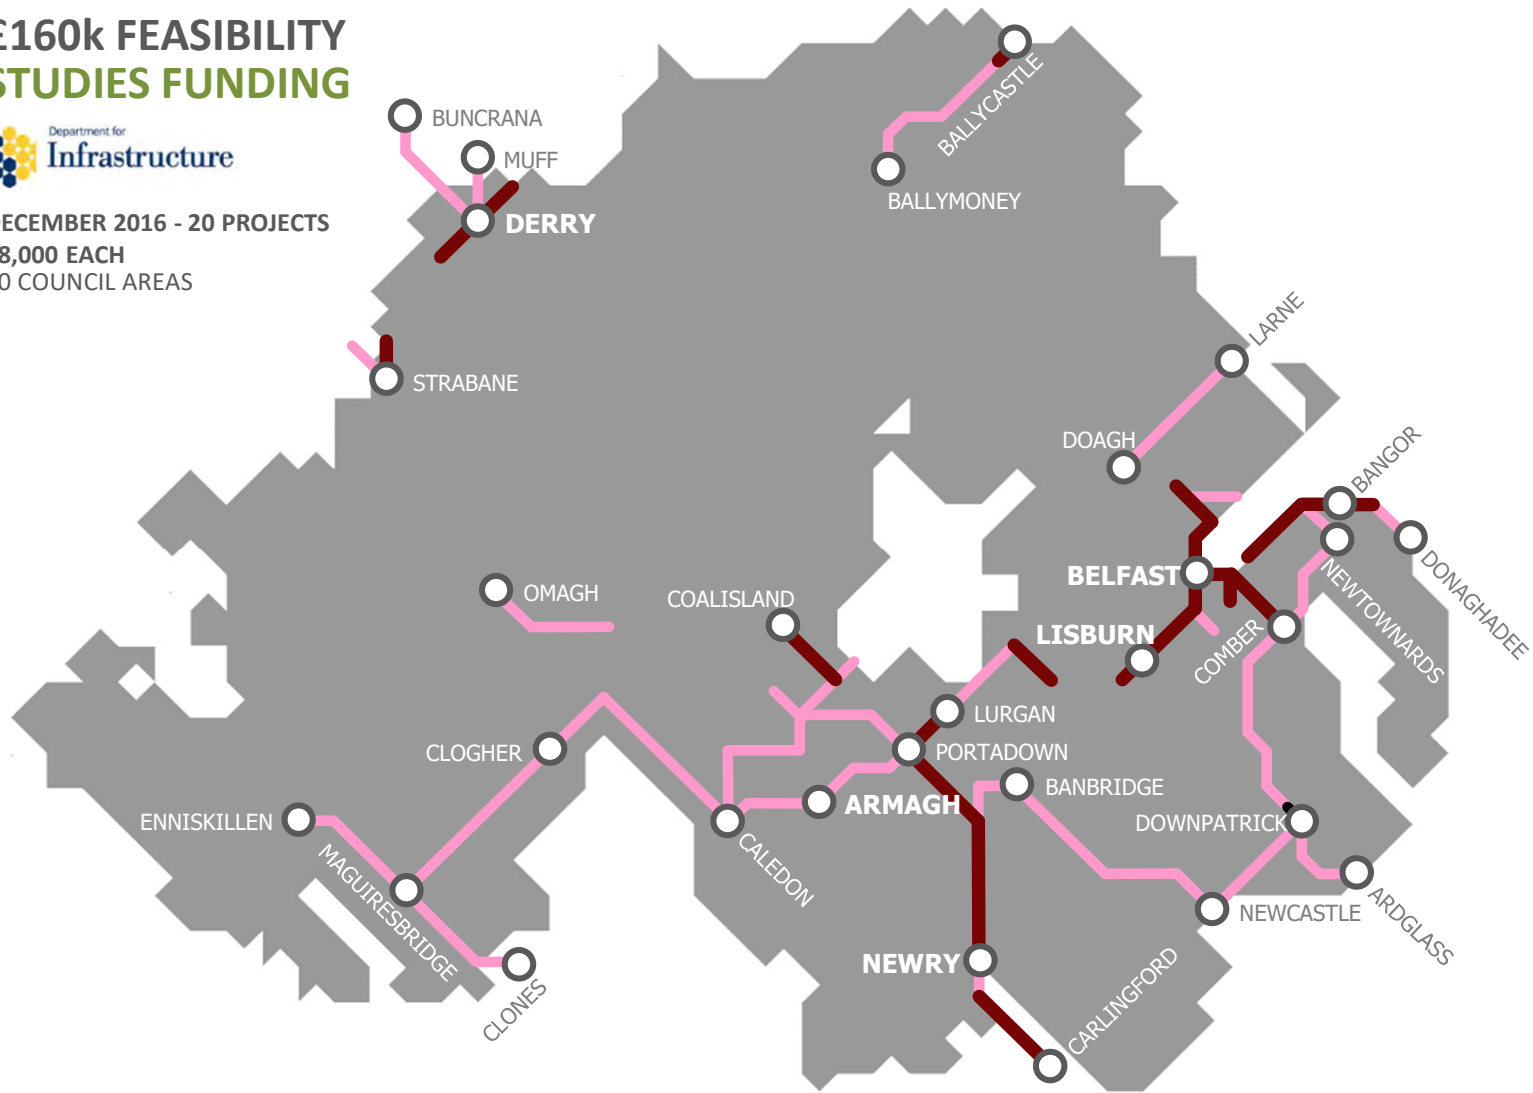 £160k FEASIBILITY
STUDIES FUNDING
Department for
Infrastructure
DECEMBER 2016 - 20 PROJECTS
8,000 EACH
0 COUNCIL AREAS
BUNCRANA
MUFF
DERRY
STRABANE
BALLYCASTLE
BALLYMONEY
LARNE
DOAGH
BANGOR
DONAGHADEE
NEWTOWNARDS
BELFAST
LISBURN
COMBER
OMAGH
COALISLAND
LURGAN
PORTADOWN
CLOGHER
BANBRIDGE
ARMAGH
DOWNPATRICK
ENNISKILLEN
MAGUIRESBRIDGE
CALEDON
ARDGLASS
NEWCASTLE
NEWRY
CARLINGFORD
CLONES